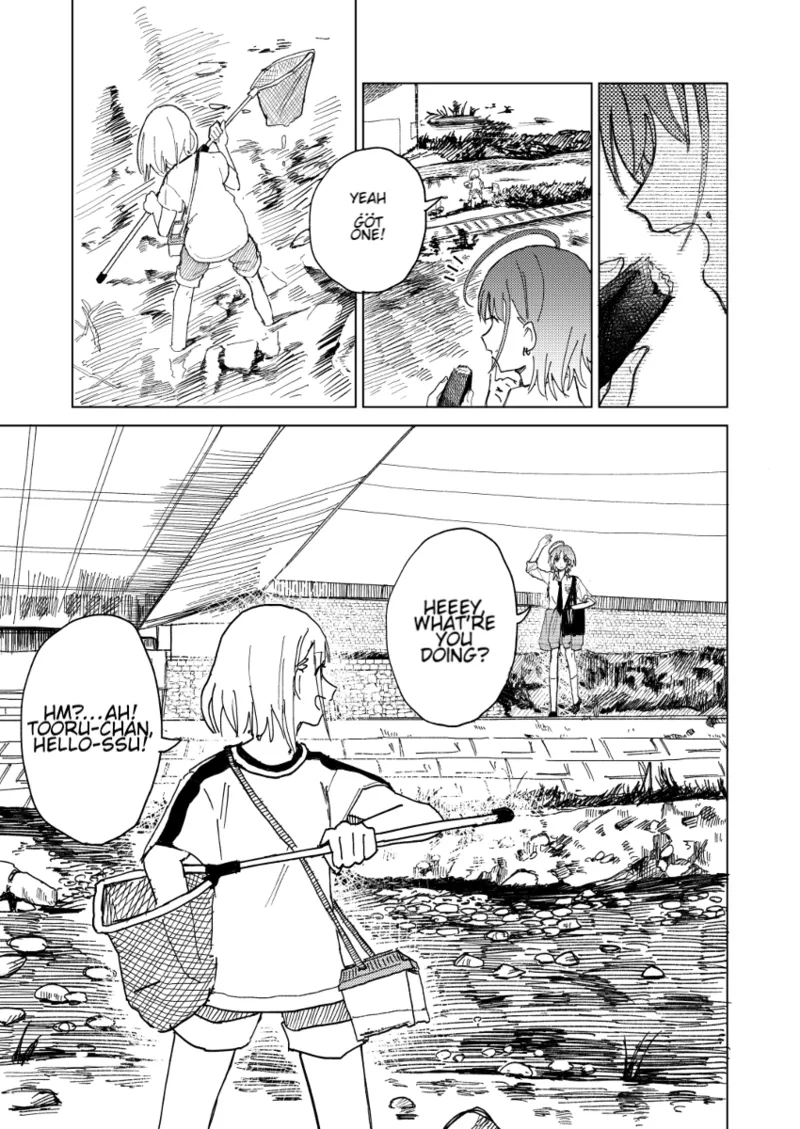 YEAH
GOT
ONE!
HEEEY,
WHAT'RE
YOU
DOING?
HM?...AH!
TOORU-CHAN,
HELLO-SSU!